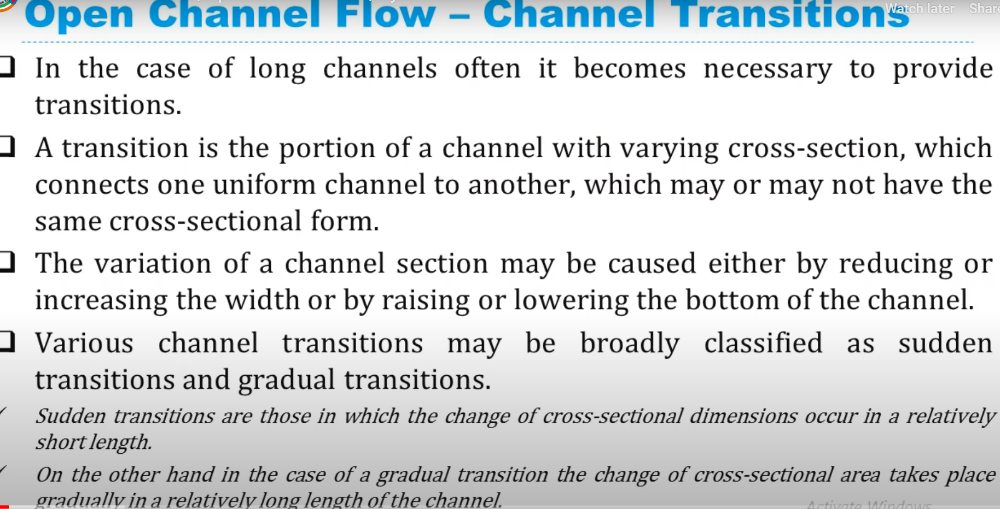 Open Channel Flow – Channel Transitions
Watch later Share
In the case of long channels often it becomes necessary to provide
transitions.
A transition is the portion of a channel with varying cross-section, which
connects one uniform channel to another, which may or may not have the
same cross-sectional form.
The variation of a channel section may be caused either by reducing or
increasing the width or by raising or lowering the bottom of the channel.
Various channel transitions may be broadly classified as sudden
transitions and gradual transitions.
Sudden transitions are those in which the change of cross-sectional dimensions occur in a relatively
short length.
On the other hand in the case of a gradual transition the change of cross-sectional area takes place
gradually in a relatively long length of the channel.
Activate Windows